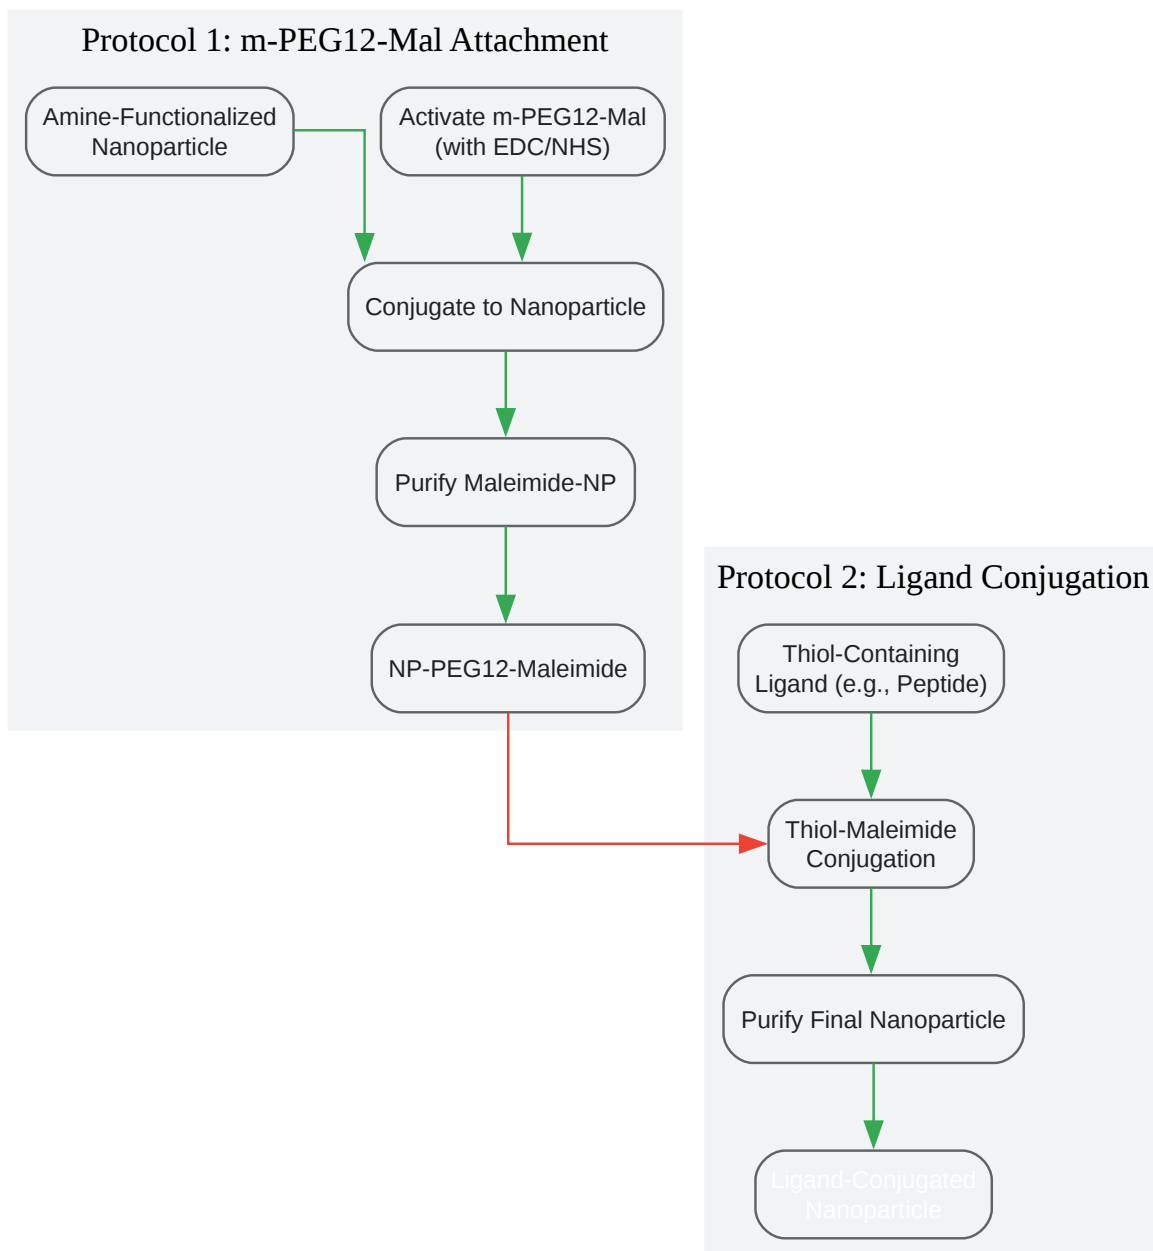 Protocol 1: m-PEG12-Mal Attachment
Amine-Functionalized
Nanoparticle
Activate m-PEG12-Mal
(with EDC/NHS)
Conjugate to Nanoparticle
Purify Maleimide-NP
NP-PEG12-Maleimide
Protocol 2: Ligand Conjugation
Thiol-Containing
Ligand (e.g., Peptide)
Thiol-Maleimide
Conjugation
Purify Final Nanoparticle
Ligand-Conjugated
Nanoparticle